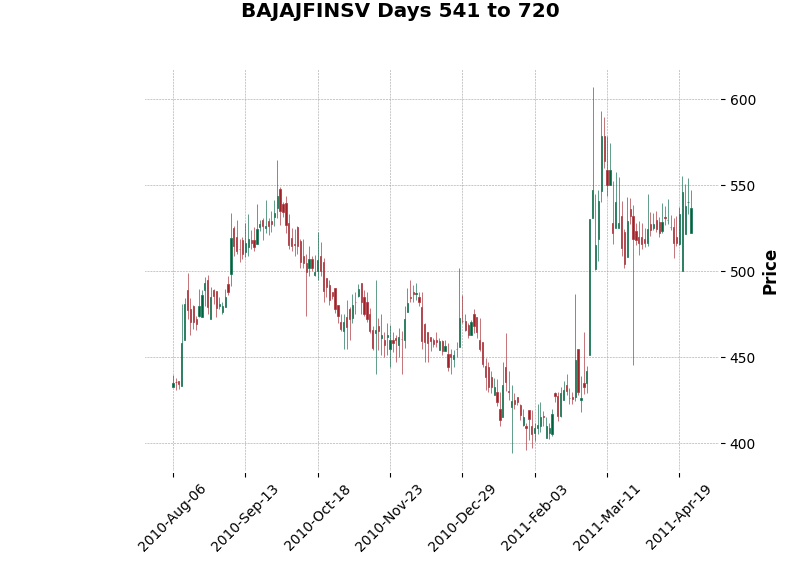 BAJAJFINSV Days 541 to 720
600
550
500
450
400
Price
2010-Aug-06
2010-Sep-13
2010-Oct-18
2010-Nov-23
2010-Dec-29
2011-Feb-03
2011-Mar-11
2011-Apr-19